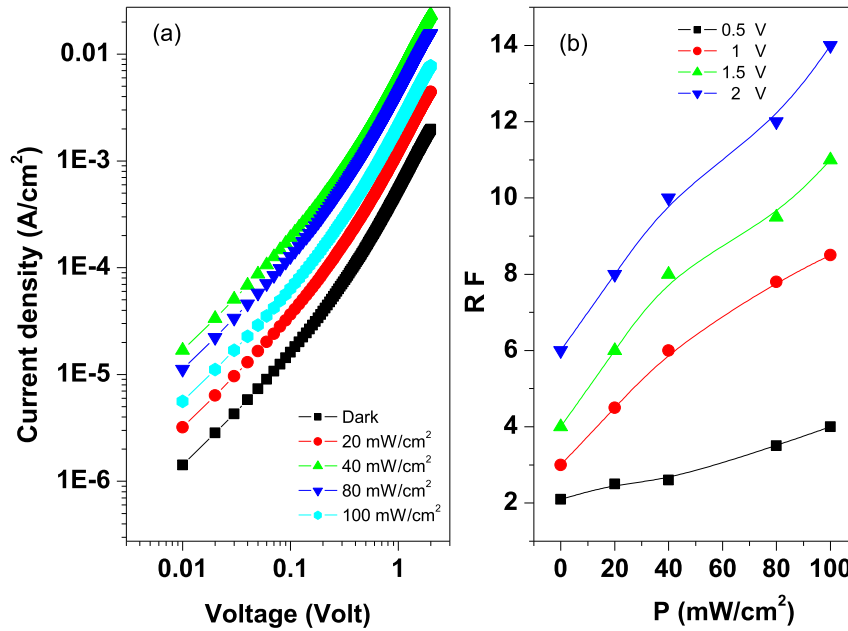 (a)
0.01
1E-3
1E-4
1E-5
1E-6
Current density (A/cm²)
0.01 0.1 1
Voltage (Volt)
Dark
20 mW/cm²
40 mW/cm²
80 mW/cm²
100 mW/cm²
(b)
0.5 V
1 V
1.5 V
2 V
14
12
10
8
6
4
2
R F
0 20 40 60 80 100
P (mW/cm²)